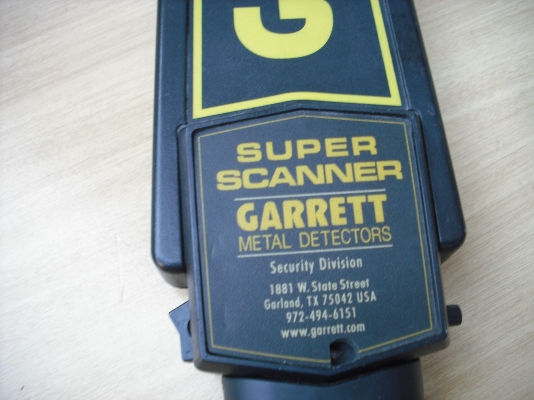 G
SUPER
SCANNER
GARRETT
METAL DETECTORS
Security Division
1881 W. State Street
Garland, TX 75042 USA
972-494-6151
www.garrett.com